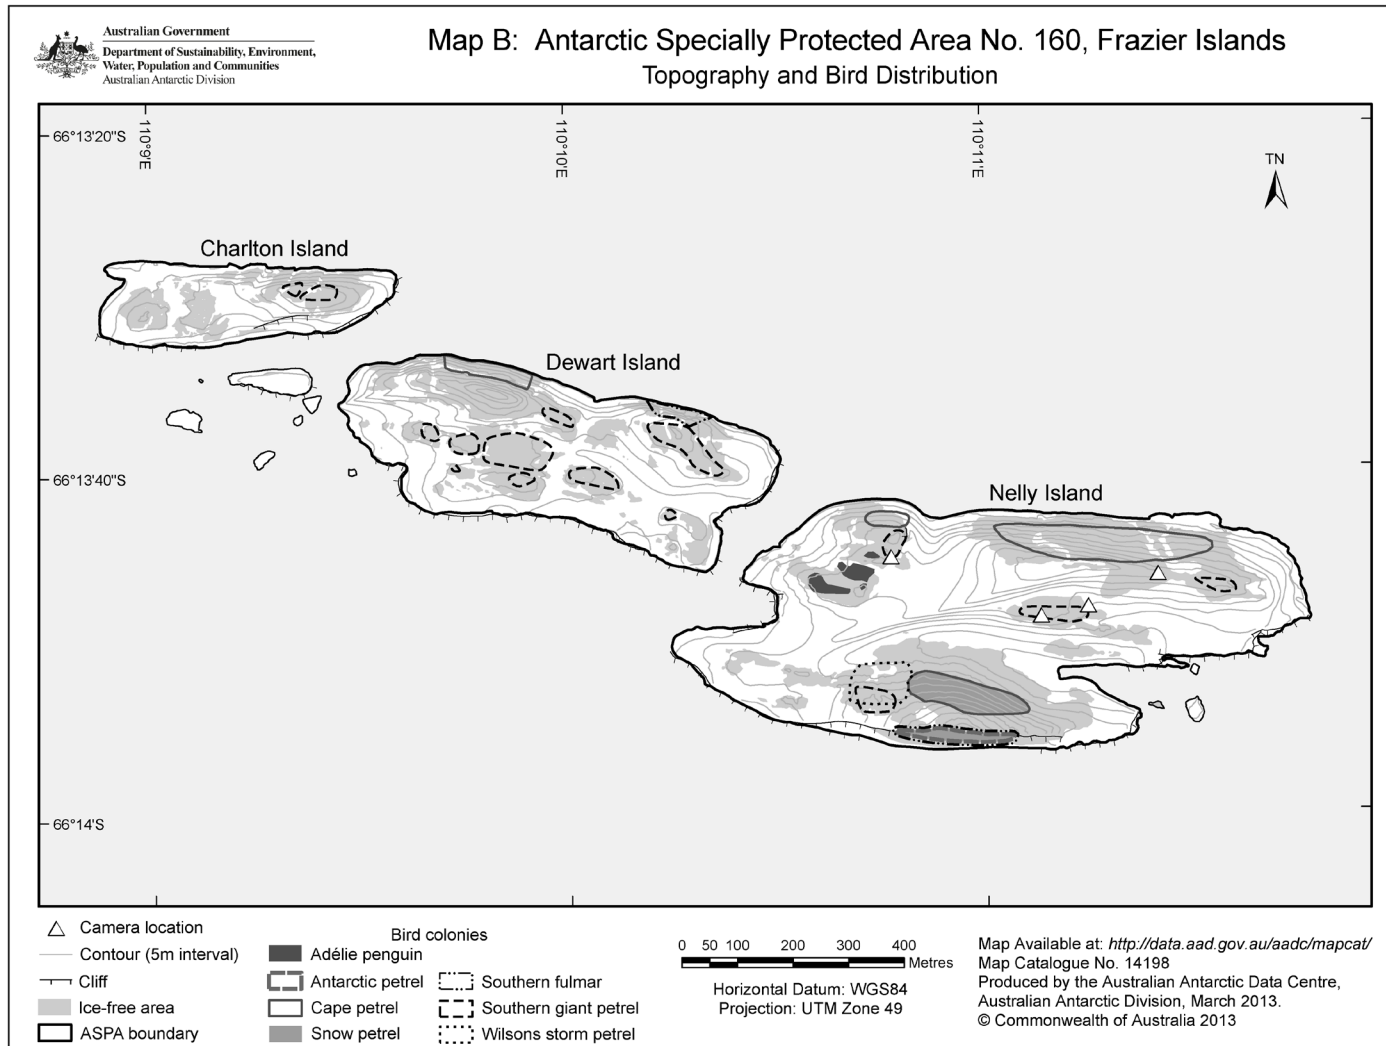 Australian Government
Department of Sustainability, Environment,
Water, Population and Communities
Australian Antarctic Division
Map B:  Antarctic Specially Protected Area No. 160, Frazier Islands
Topography and Bird Distribution
66°13'20"S
110°9'E
110°10'E
110°11'E
TN
Charlton Island
Dewart Island
66°13'40"S
Nelly Island
66°14'S
Camera location
Contour (5m interval)
Cliff
Ice-free area
ASPA boundary
Bird colonies
Adélie penguin
Antarctic petrel
Cape petrel
Snow petrel
Southern fulmar
Southern giant petrel
Wilsons storm petrel
0 50 100 200 300 400
Metres
Horizontal Datum: WGS84
Projection: UTM Zone 49
Map Available at: http://data.aad.gov.au/aadc/mapcat/
Map Catalogue No. 14198
Produced by the Australian Antarctic Data Centre,
Australian Antarctic Division, March 2013.
© Commonwealth of Australia 2013